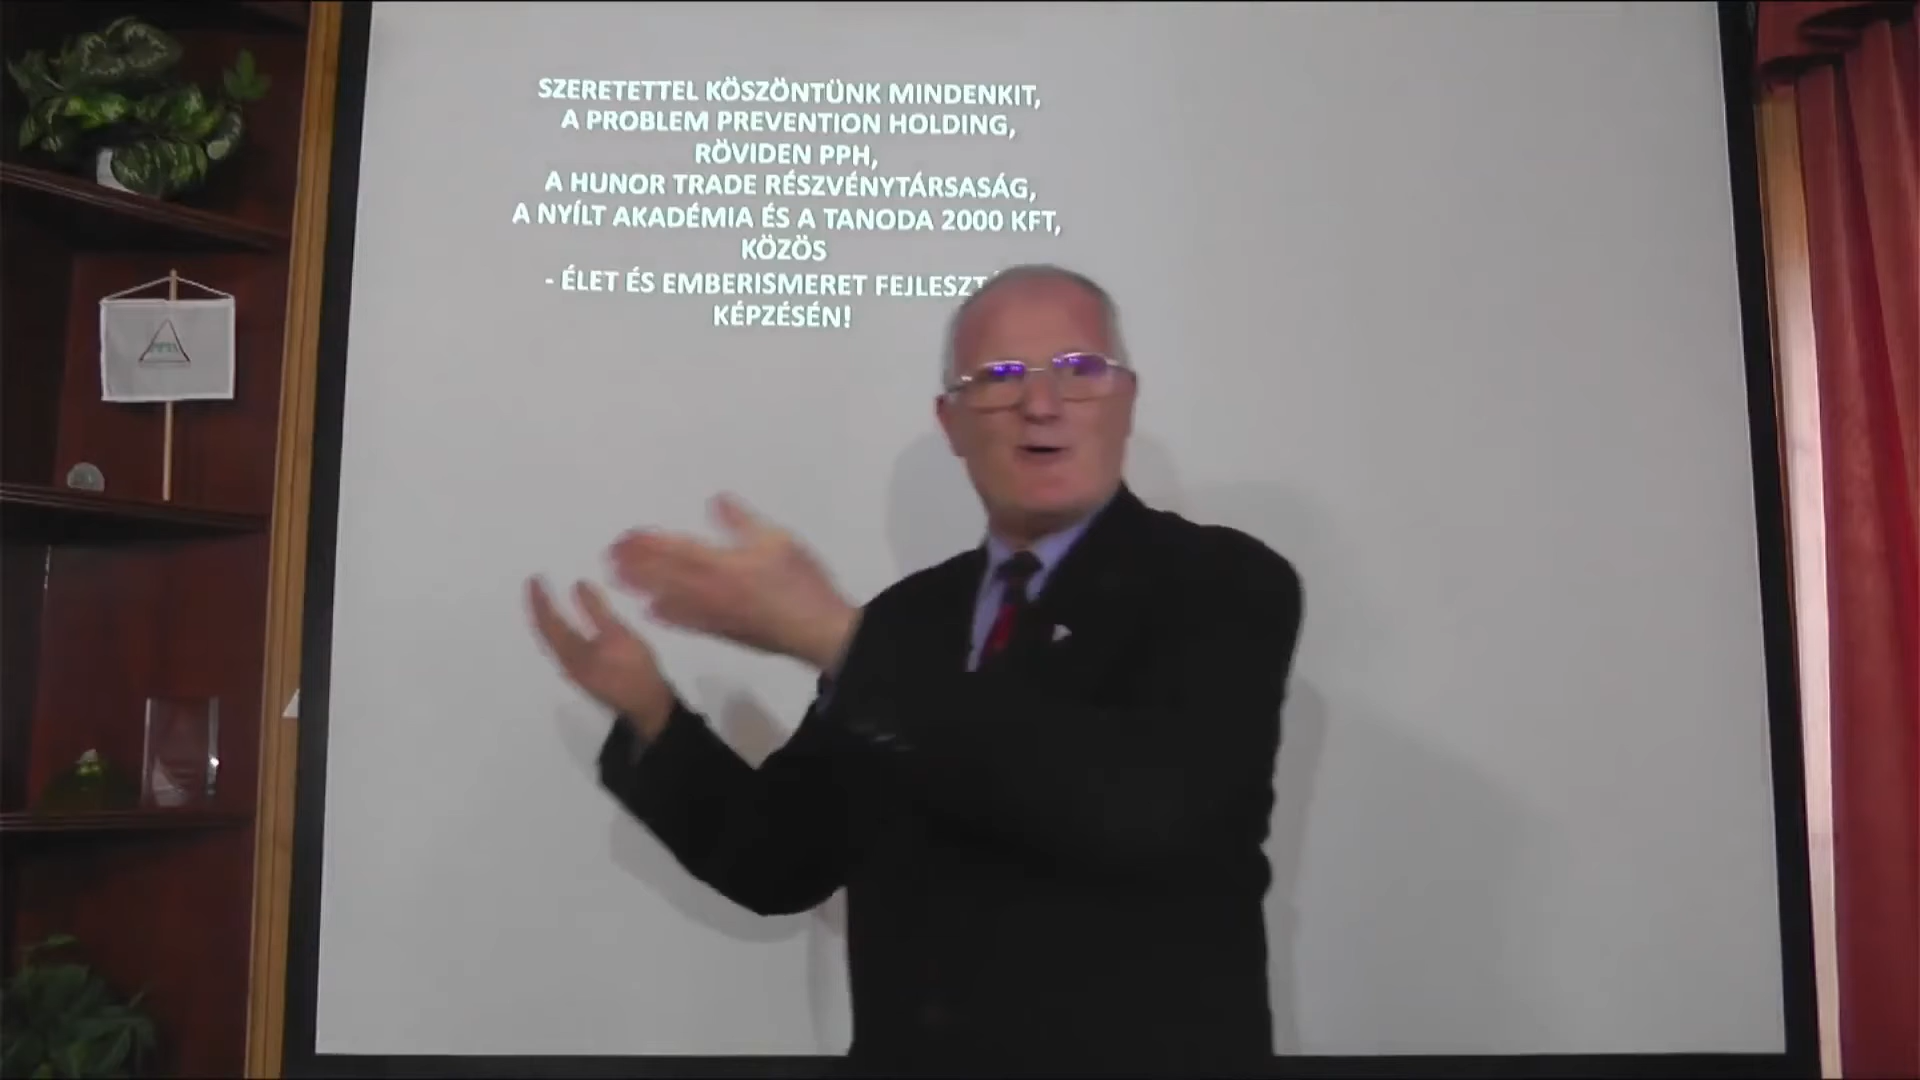 SZERETETTEL KÖSZÖNTÜNK MINDENKIT,
A PROBLEM PREVENTION HOLDING,
RÖVIDEN PPH,
A HUNOR TRADE RÉSZVÉNYTÁRSASÁG,
A NYÍLT AKADÉMIA ÉS A TANODA 2000 KFT,
KÖZÖS
- ÉLET ÉS EMBERISMERET
KÉPZÉSÉN!